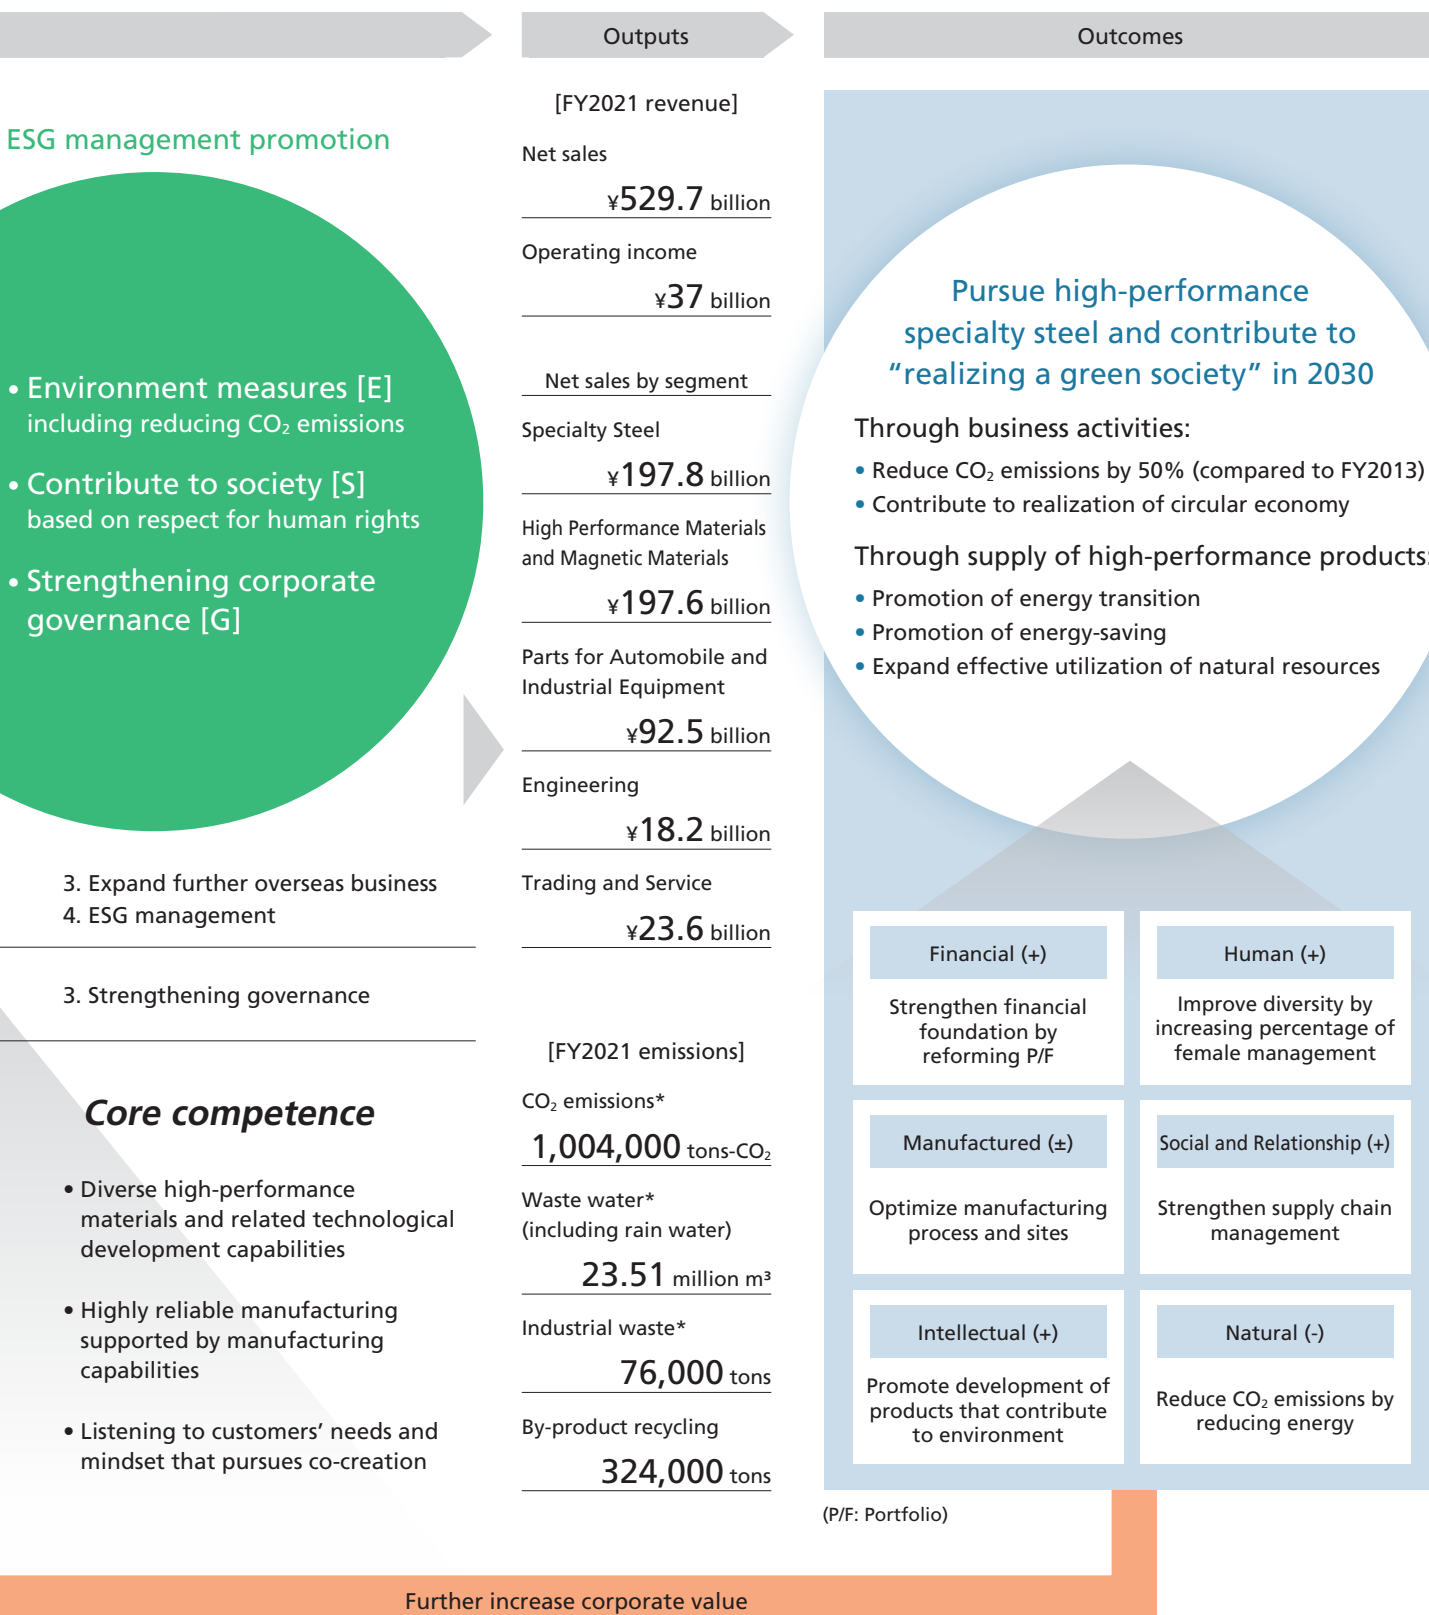 ESG management promotion
• Environment measures [E]
including reducing CO₂ emissions
• Contribute to society [S]
based on respect for human rights
• Strengthening corporate
governance [G]
3. Expand further overseas business
4. ESG management
3. Strengthening governance
Core competence
• Diverse high-performance
materials and related technological
development capabilities
• Highly reliable manufacturing
supported by manufacturing
capabilities
• Listening to customers’ needs and
mindset that pursues co-creation
Outputs
[FY2021 revenue]
Net sales
¥529.7 billion
Operating income
¥37 billion
Net sales by segment
Specialty Steel
¥197.8 billion
High Performance Materials
and Magnetic Materials
¥197.6 billion
Parts for Automobile and
Industrial Equipment
¥92.5 billion
Engineering
¥18.2 billion
Trading and Service
¥23.6 billion
[FY2021 emissions]
CO₂ emissions*
1,004,000 tons-CO₂
Waste water*
(including rain water)
23.51 million m³
Industrial waste*
76,000 tons
By-product recycling
324,000 tons
Outcomes
Pursue high-performance
specialty steel and contribute to
“realizing a green society” in 2030
Through business activities:
• Reduce CO₂ emissions by 50% (compared to FY2013)
• Contribute to realization of circular economy
Through supply of high-performance products:
• Promotion of energy transition
• Promotion of energy-saving
• Expand effective utilization of natural resources
Financial (+)
Strengthen financial
foundation by
reforming P/F
Human (+)
Improve diversity by
increasing percentage of
female management
Manufactured (±)
Optimize manufacturing
process and sites
Social and Relationship (+)
Strengthen supply chain
management
Intellectual (+)
Promote development of
products that contribute
to environment
Natural (-)
Reduce CO₂ emissions by
reducing energy
(P/F: Portfolio)
Further increase corporate value